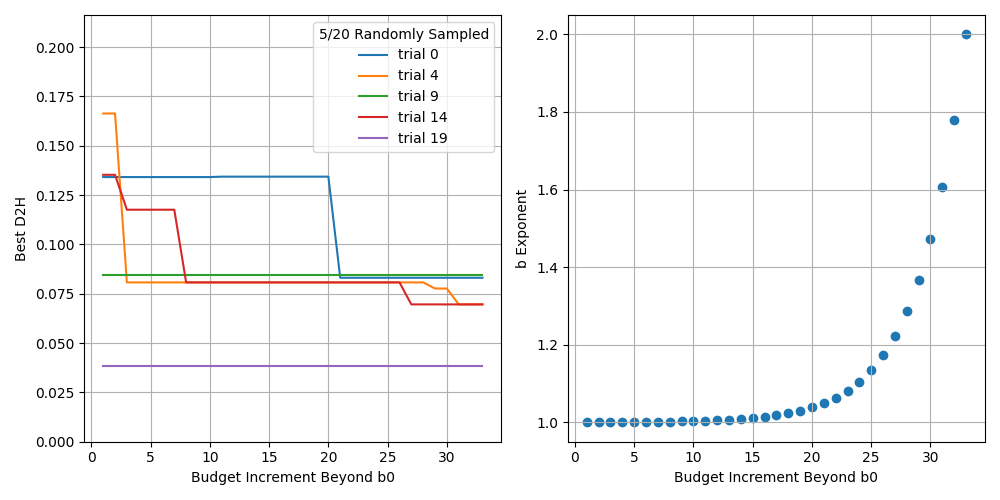 5/20 Randomly Sampled
trial 0
trial 4
trial 9
trial 14
trial 19
0.200
0.175
0.150
0.125
0.100
0.075
0.050
0.025
0.000
Best D2H
0 5 10 15 20 25 30
Budget Increment Beyond b0
2.0
1.8
1.6
1.4
1.2
1.0
b Exponent
0 5 10 15 20 25 30
Budget Increment Beyond b0